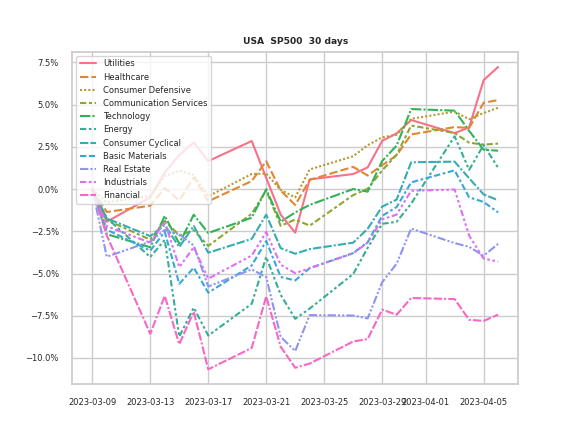 USA SP500 30 days
7.5%
5.0%
2.5%
0.0%
−2.5%
−5.0%
−7.5%
−10.0%
Utilities
Healthcare
Consumer Defensive
Communication Services
Technology
Energy
Consumer Cyclical
Basic Materials
Real Estate
Industrials
Financial
2023-03-09 2023-03-13 2023-03-17 2023-03-21 2023-03-25 2023-03-29 2023-04-01 2023-04-05